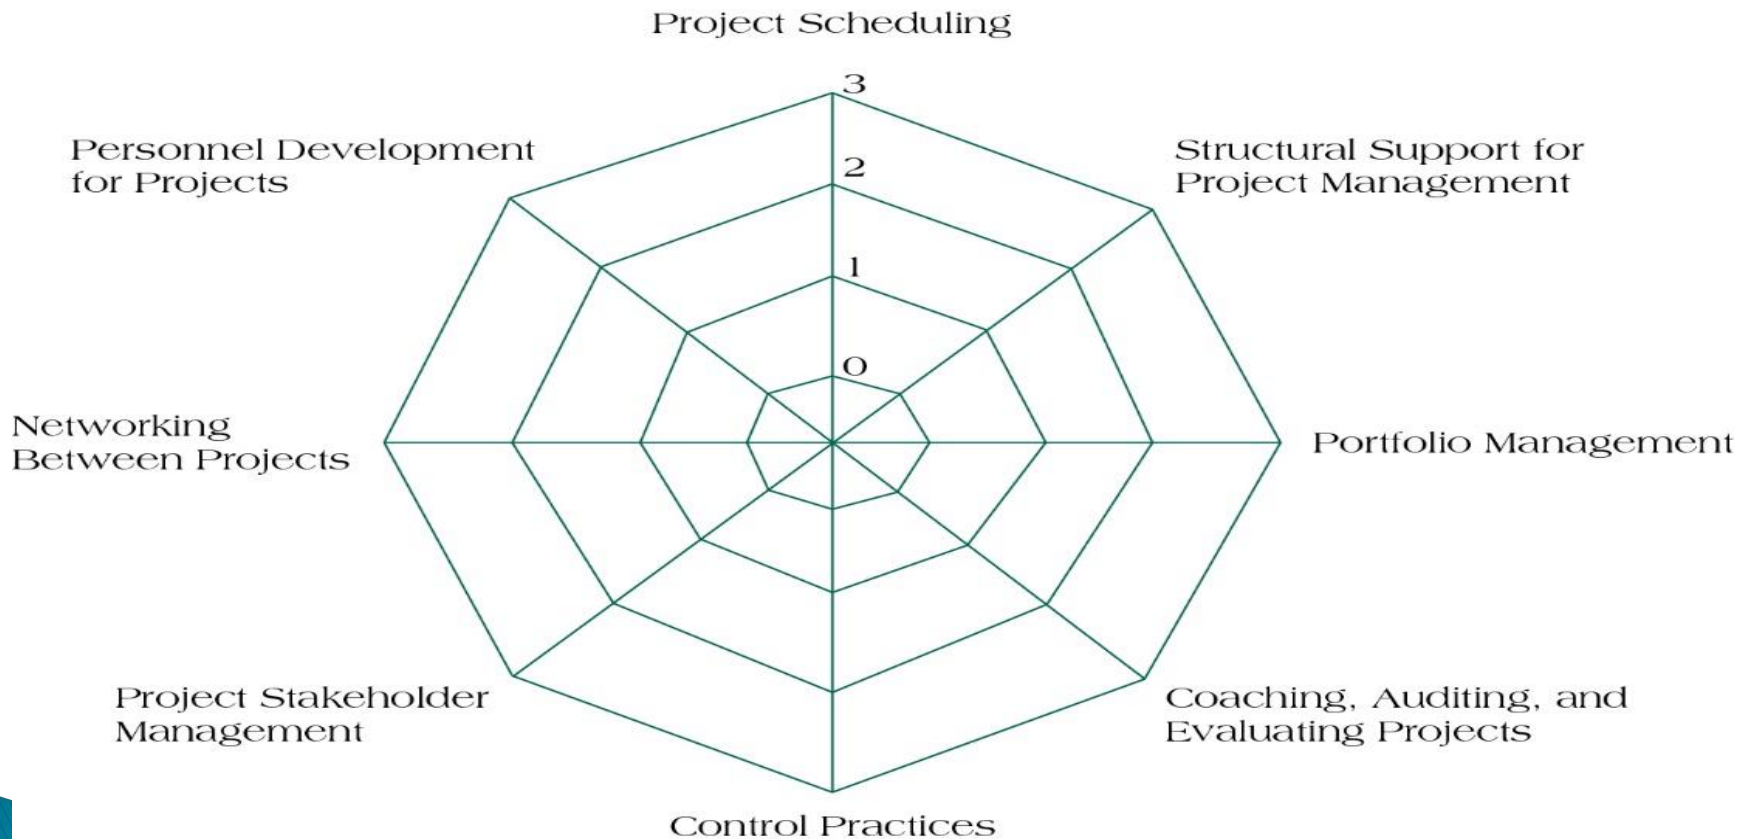 Project Scheduling
3
Personnel Development
for Projects
Structural Support for
Project Management
2
1
0
Networking
Between Projects
Portfolio Management
Project Stakeholder
Management
Coaching, Auditing, and
Evaluating Projects
Control Practices